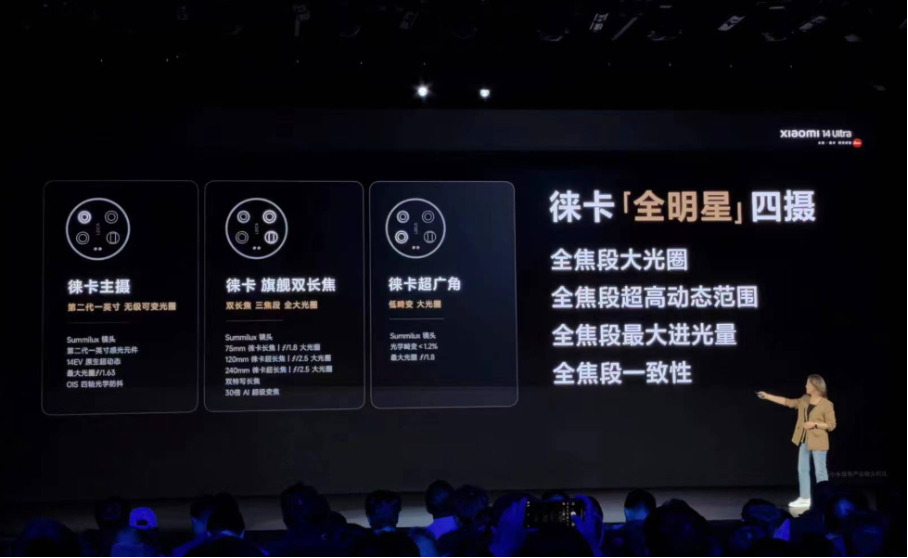 xiaomi 14 Ultra
徕卡主摄
第二代一英寸 无级可变光圈
Summilux 镜头
第二代一英寸感光元件
14EV 原生超动态
最大光圈 f/1.63
OIS 四轴光学防抖
徕卡 旗舰双长焦
双长焦 三焦段 全大光圈
Summilux 镜头
75mm 徕卡长焦 | f/1.8 大光圈
120mm 徕卡超长焦 | f/2.5 大光圈
240mm 徕卡超长焦 | f/2.5 大光圈
双特写长焦
30倍 AI 超级变焦
徕卡超广角
低畸变 大光圈
Summilux 镜头
光学畸变＜1.2%
最大光圈 f/1.8
徕卡「全明星」四摄
全焦段大光圈
全焦段超高动态范围
全焦段最大进光量
全焦段一致性